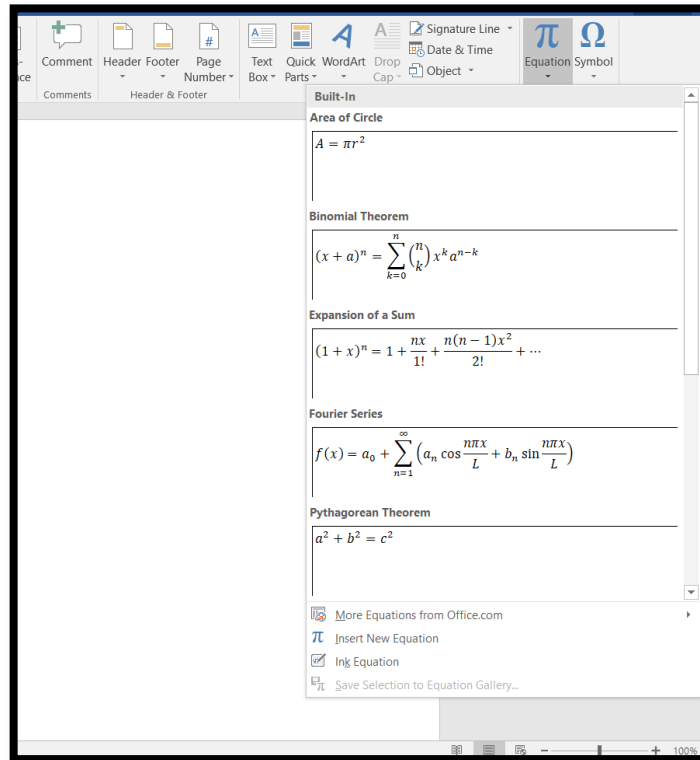 s-
nce
Comment
Header Footer Page Number
Text Box
Quick Parts
WordArt
Drop Cap
Signature Line
Date & Time
Object
Equation
Symbol
Comments
Header & Footer
Built-In
Area of Circle
A = πr²
Binomial Theorem
(x + a)ⁿ = ∑ₖ₌₀ⁿ (n k) xᵏaⁿ⁻ᵏ
Expansion of a Sum
(1 + x)ⁿ = 1 + nx/1! + n(n − 1)x²/2! + ⋯
Fourier Series
f(x) = a₀ + ∑ₙ₌₁^∞ (aₙ cos nπx/L + bₙ sin nπx/L)
Pythagorean Theorem
a² + b² = c²
More Equations from Office.com
π Insert New Equation
Ink Equation
Save Selection to Equation Gallery...
100%